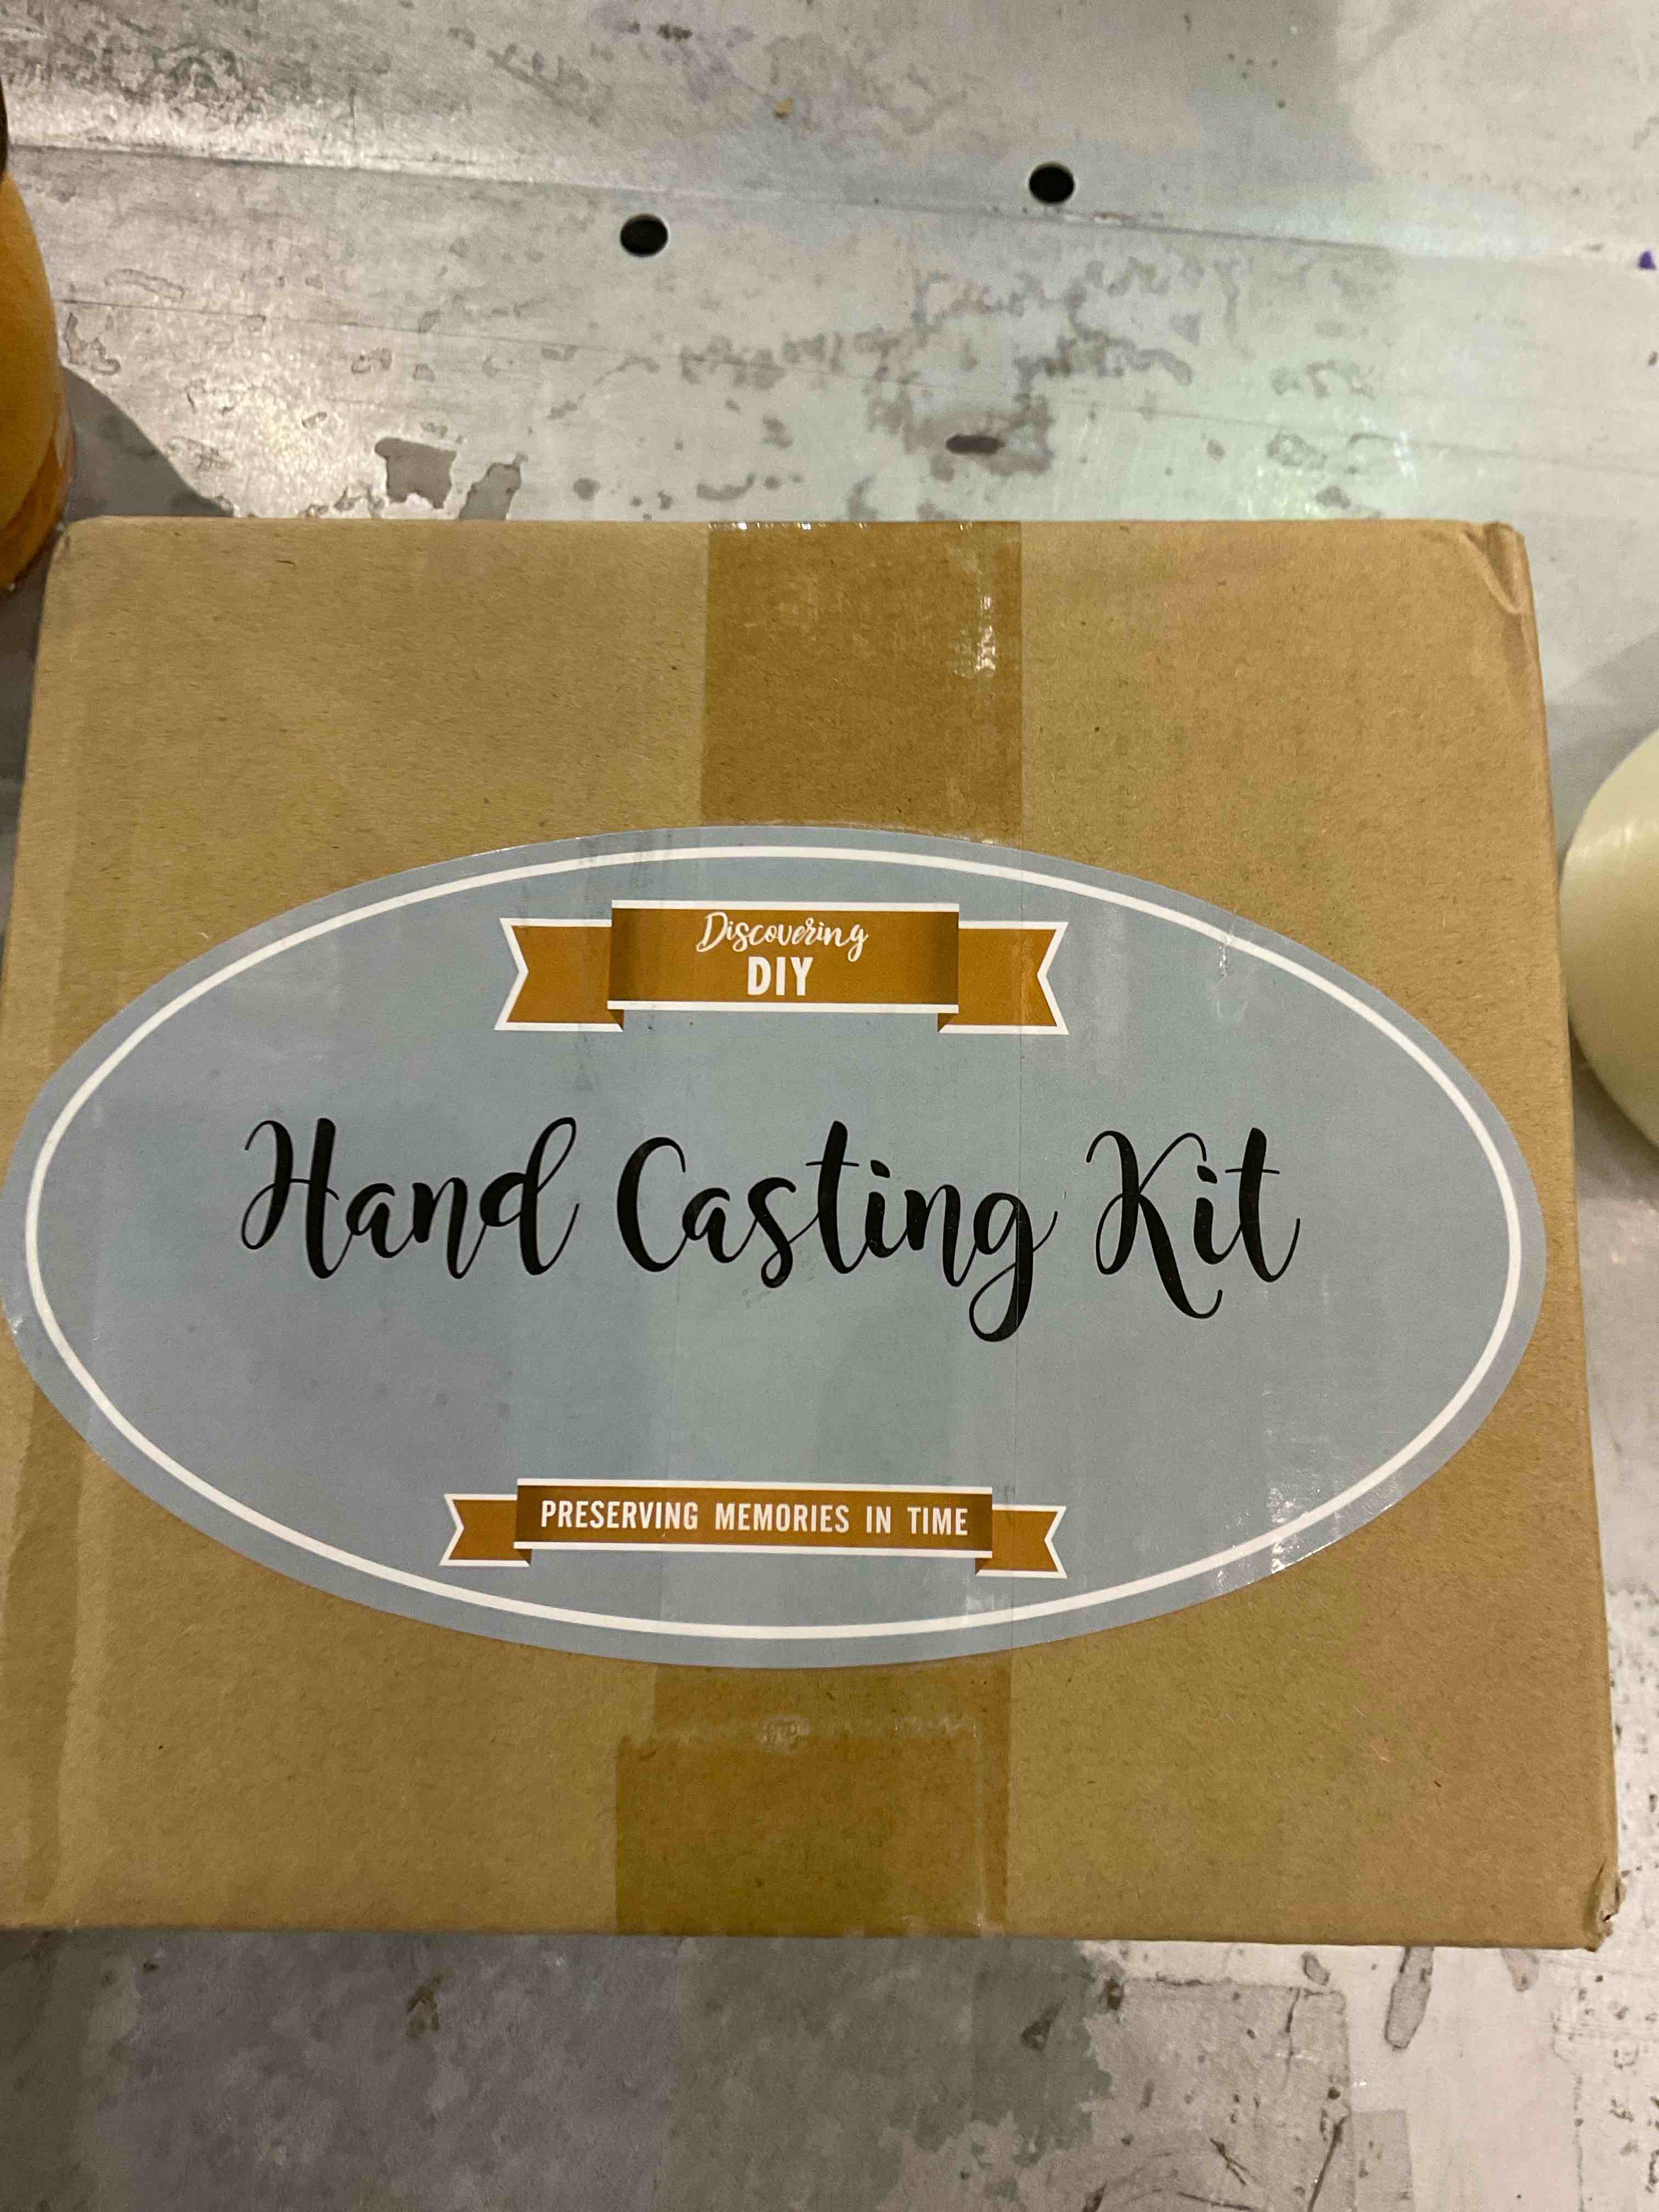 Discovering
DIY
Hand Casting Kit
PRESERVING MEMORIES IN TIME